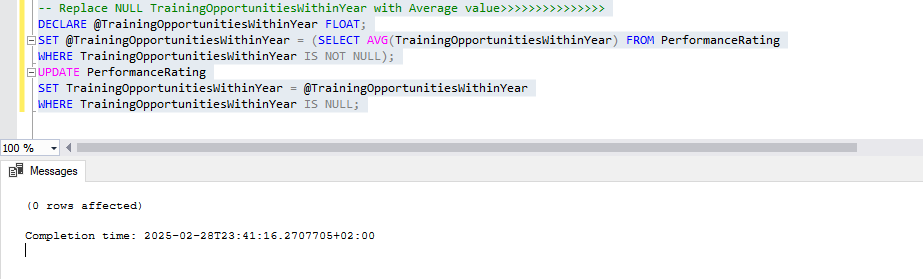 -- Replace NULL TrainingOpportunitiesWithinYear with Average value>>>>>>>>>>>>>>>
DECLARE @TrainingOpportunitiesWithinYear FLOAT;
SET @TrainingOpportunitiesWithinYear = (SELECT AVG(TrainingOpportunitiesWithinYear) FROM PerformanceRating
WHERE TrainingOpportunitiesWithinYear IS NOT NULL);
UPDATE PerformanceRating
SET TrainingOpportunitiesWithinYear = @TrainingOpportunitiesWithinYear
WHERE TrainingOpportunitiesWithinYear IS NULL;
100 %
Messages
(0 rows affected)
Completion time: 2025-02-28T23:41:16.2707705+02:00